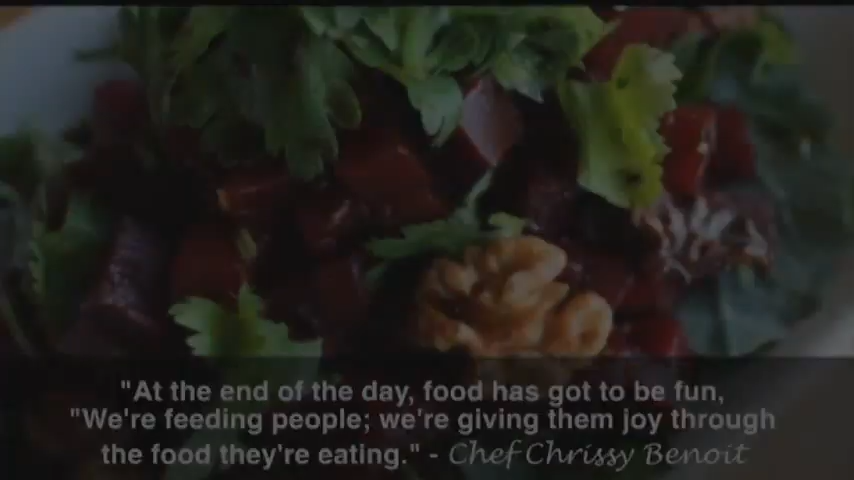 "At the end of the day, food has got to be fun,
"We're feeding people; we're giving them joy through
the food they're eating." - Chef Chrissy Benoit